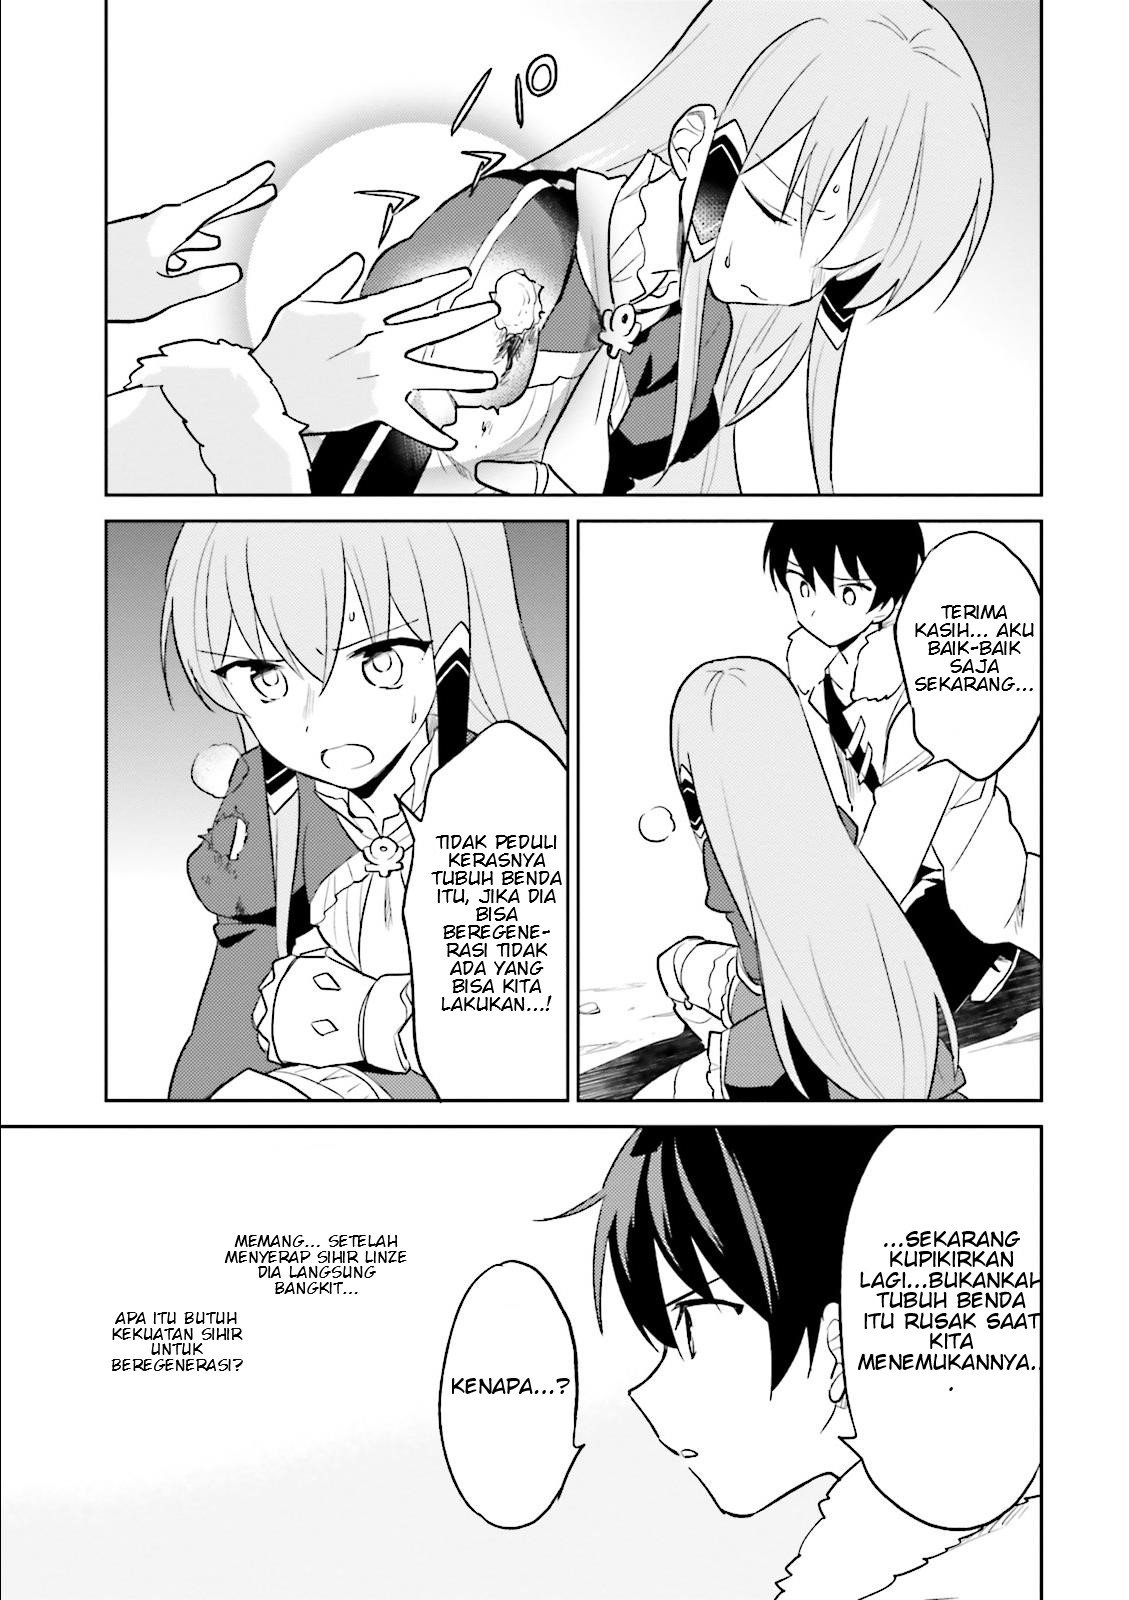 TERIMA
KASIH... AKU
BAIK-BAIK
SAJA
SEKARANG...
TIDAK PEDULI
KERASNYA
TUBUH BENDA
ITU, JIKA DIA
BISA
BEREGENE-
RASI TIDAK
ADA YANG
BISA KITA
LAKUKAN...!
...SEKARANG
KUPIKIRKAN
LAGI...BUKANKAH
TUBUH BENDA
ITU RUSAK SAAT
KITA
MENEMUKANNYA..
.
KENAPA...?
MEMANG... SETELAH
MENYERAP SIHIR LINZE
DIA LANGSUNG
BANGKIT...
APA ITU BUTUH
KEKUATAN SIHIR
UNTUK
BEREGENERASI?